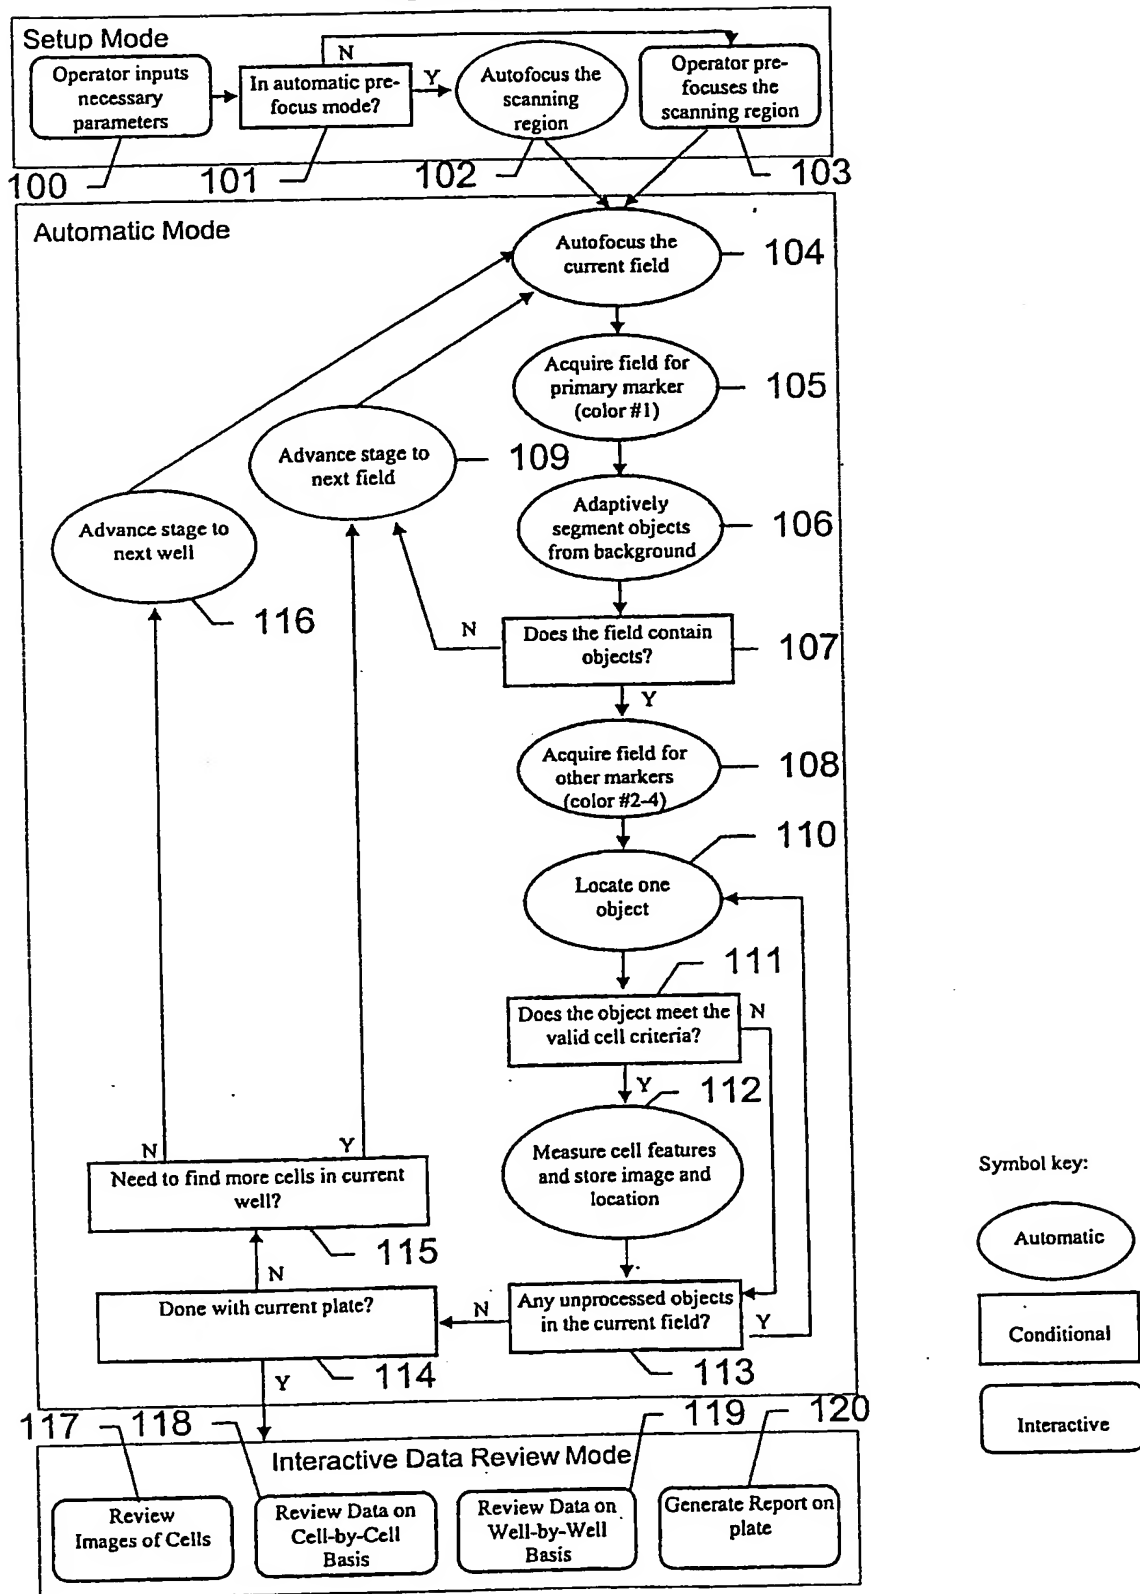 Setup Mode
Operator inputs
necessary
parameters
In automatic pre-
focus mode?
N
Y
Autofocus the
scanning
region
Operator pre-
focuses the
scanning region
100
101
102
103
Automatic Mode
Autofocus the
current field
104
Acquire field for
primary marker
(color #1)
105
Advance stage to
next field
109
Adaptively
segment objects
from background
106
Advance stage to
next well
116
Does the field contain
objects?
107
N
Y
Acquire field for
other markers
(color #2-4)
108
110
Locate one
object
111
Does the object meet the
valid cell criteria?
N
Y
112
Measure cell features
and store image and
location
N
Y
Need to find more cells in current
well?
115
N
Done with current plate?
114
Y
N
Any unprocessed objects
in the current field?
Y
113
Symbol key:
Automatic
Conditional
Interactive
117
118
119
120
Interactive Data Review Mode
Review
Images of Cells
Review Data on
Cell-by-Cell
Basis
Review Data on
Well-by-Well
Basis
Generate Report on
plate